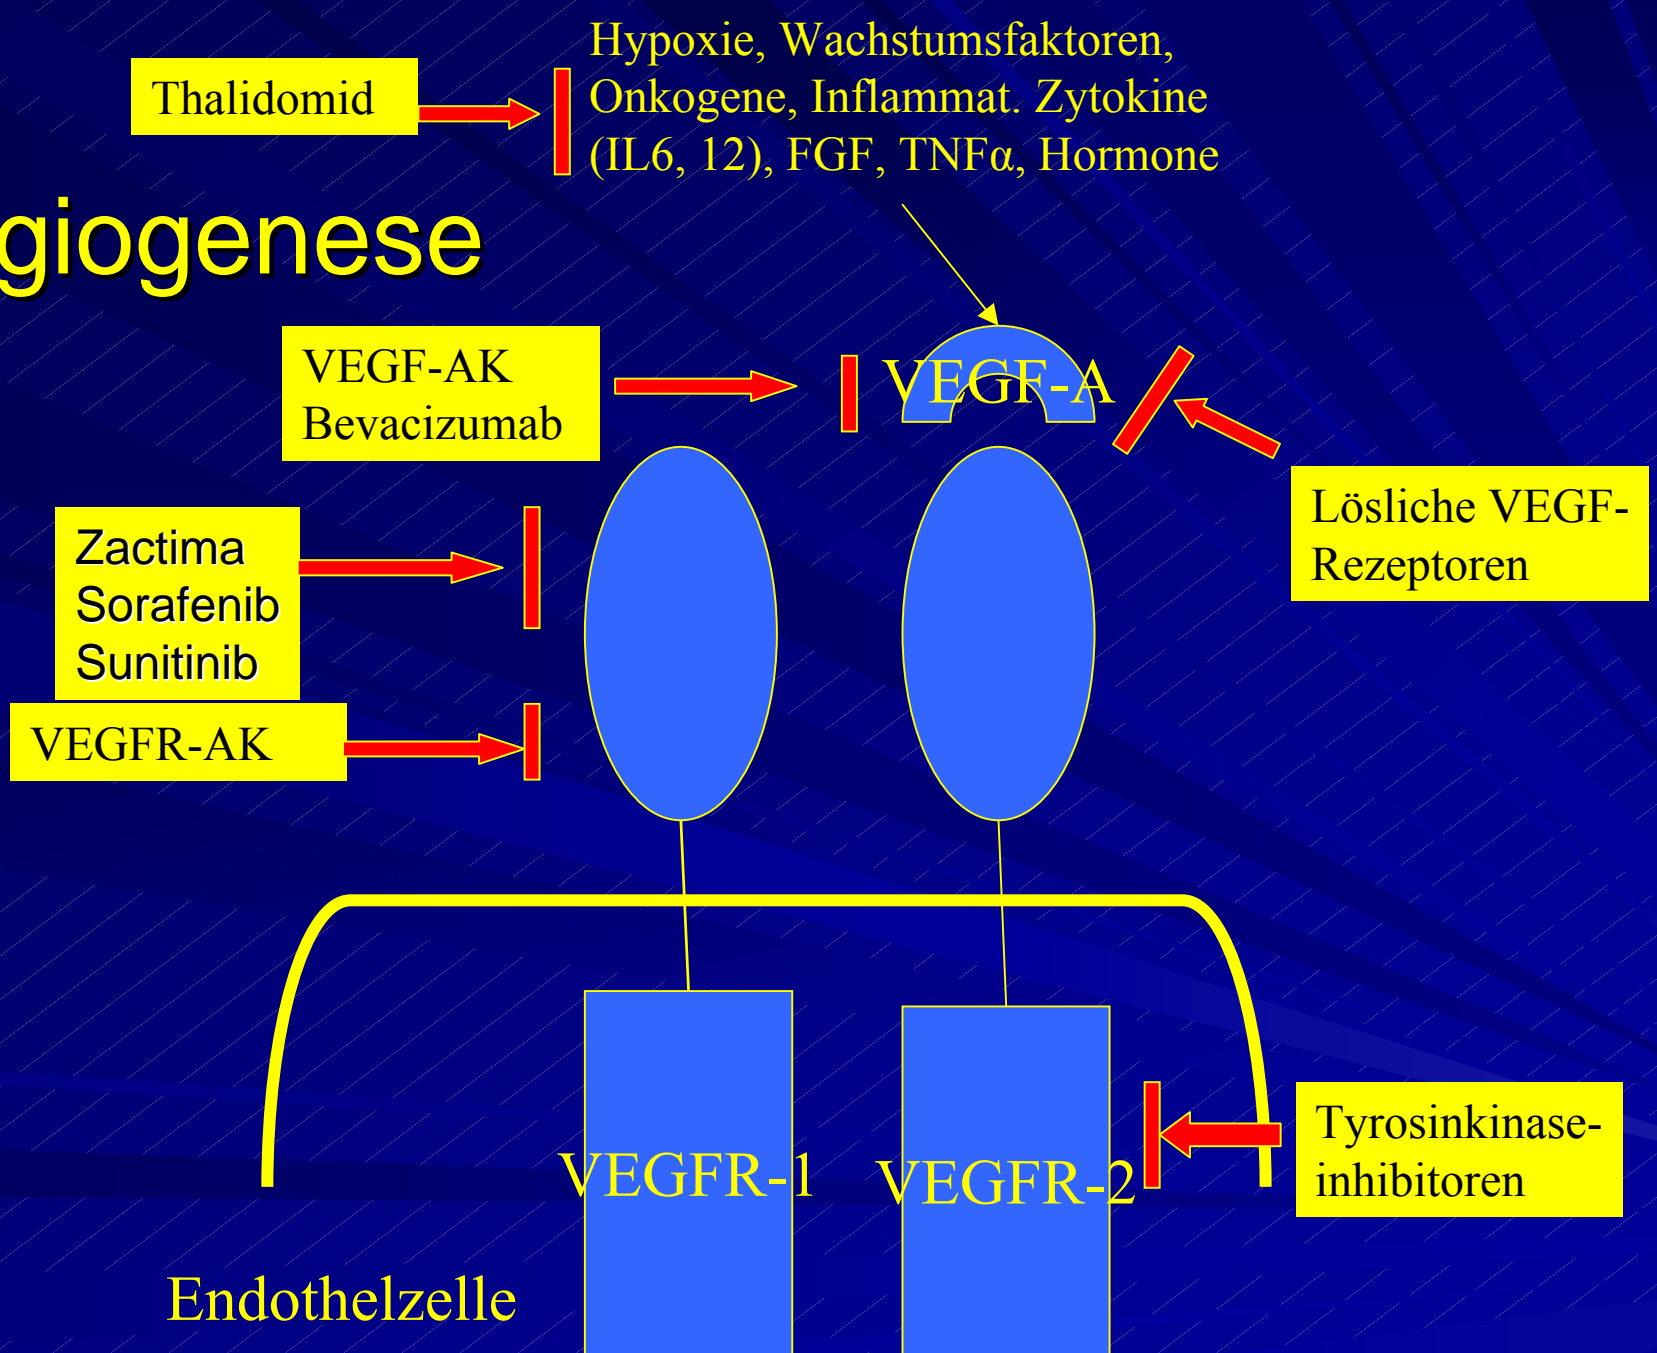 Hypoxie, Wachstumsfaktoren,
Onkogene, Inflammat. Zytokine
(IL6, 12), FGF, TNFα, Hormone
Thalidomid
giogenese
VEGF-AK
Bevacizumab
VEGF-A
Lösliche VEGF-
Rezeptoren
Zactima
Sorafenib
Sunitinib
VEGFR-AK
VEGFR-1
VEGFR-2
Tyrosinkinase-
inhibitoren
Endothelzelle